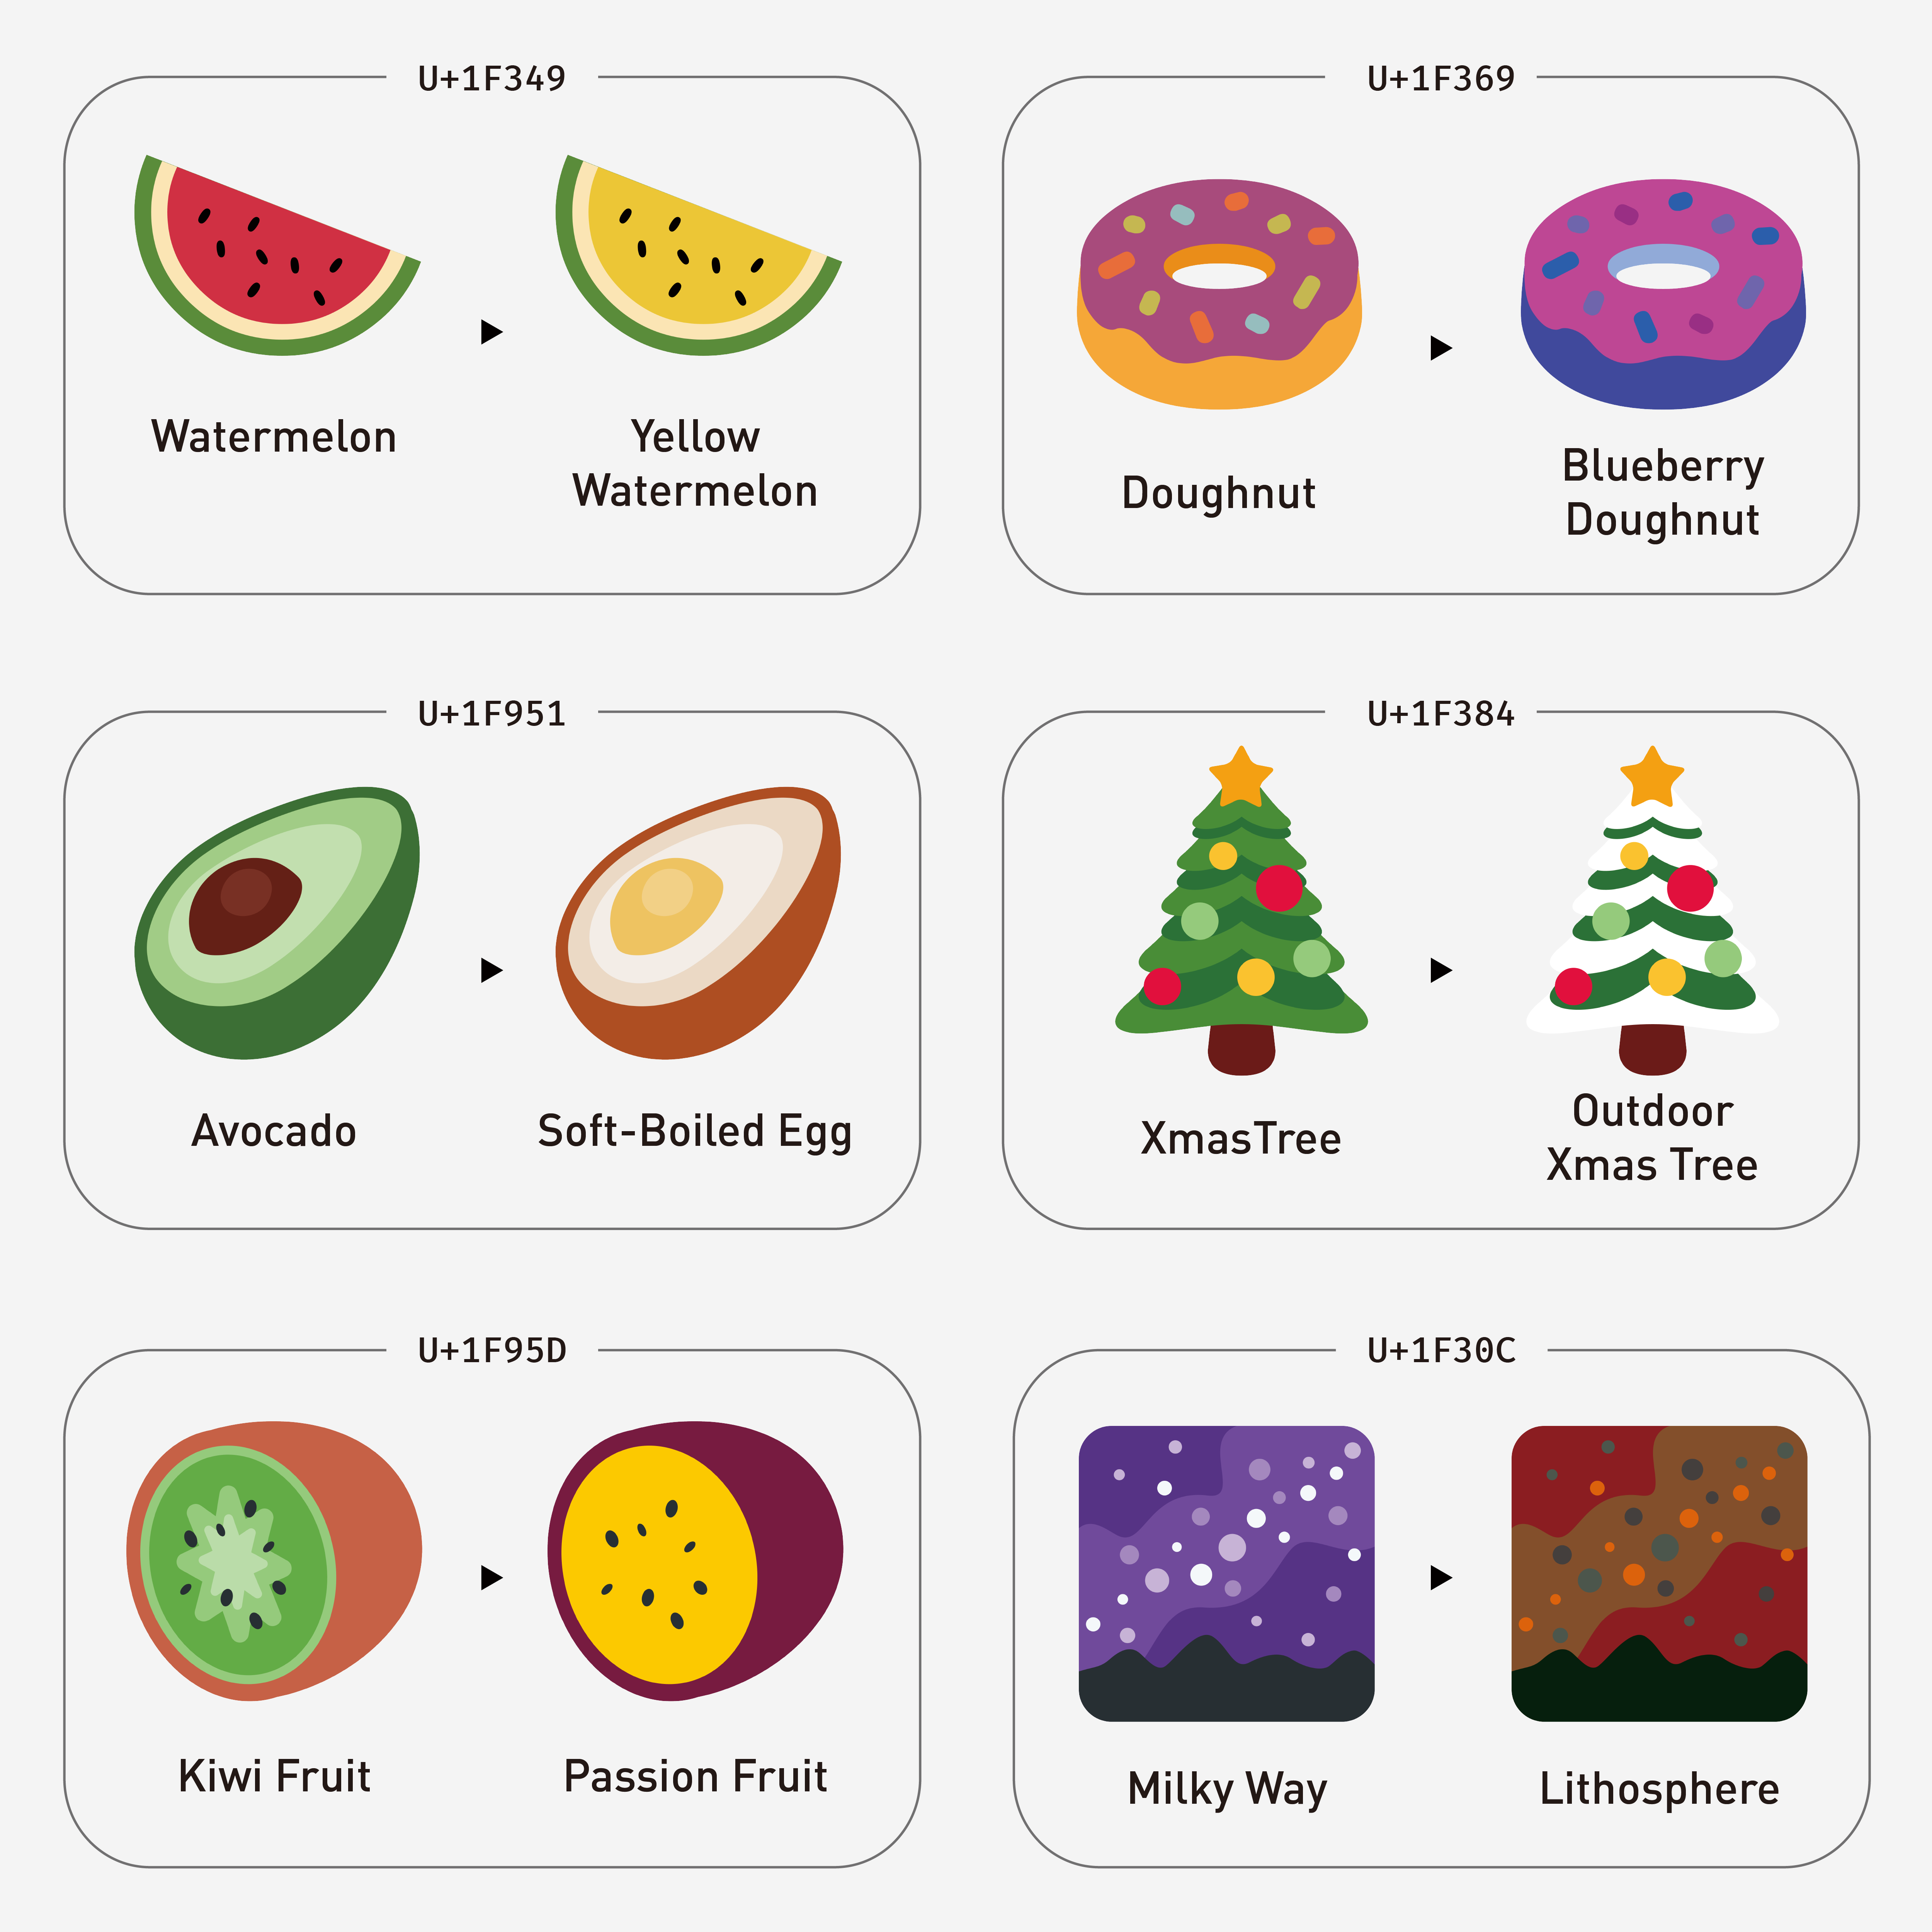 U+1F349
Watermelon
Yellow
Watermelon
U+1F369
Doughnut
Blueberry
Doughnut
U+1F951
Avocado
Soft-Boiled Egg
U+1F384
XmasTree
Outdoor
Xmas Tree
U+1F95D
Kiwi Fruit
Passion Fruit
U+1F30C
Milky Way
Lithosphere